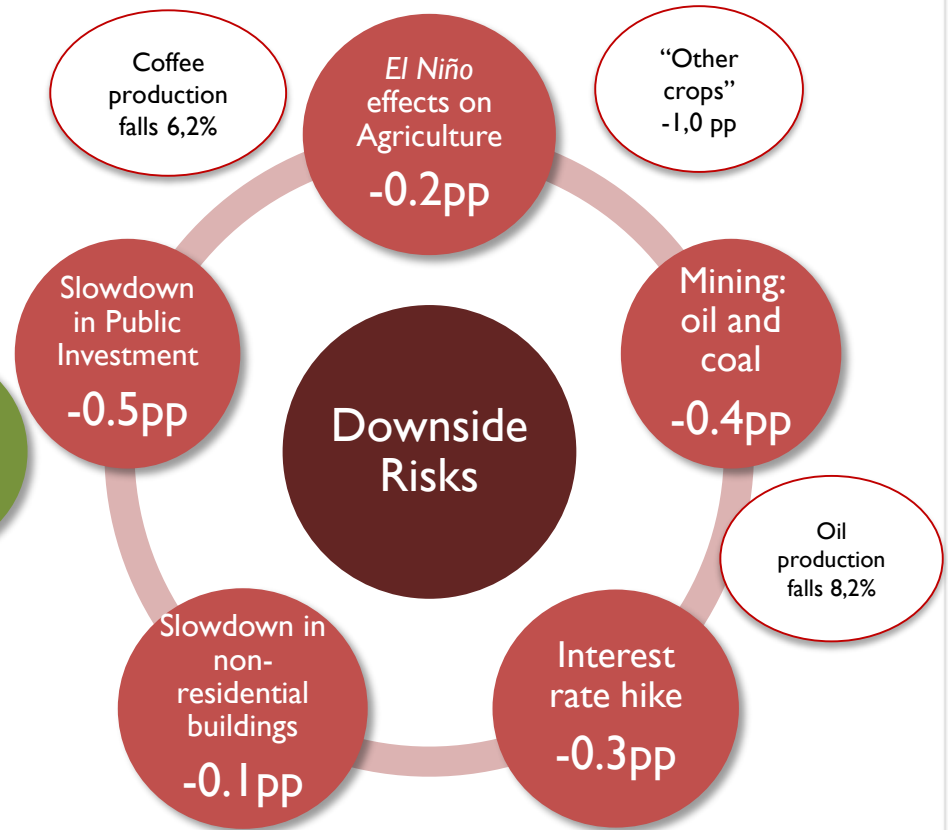 Coffee
production
falls 6,2%
El Niño
effects on
Agriculture
-0.2pp
“Other
crops”
-1,0 pp
Slowdown
in Public
Investment
-0.5pp
Mining:
oil and
coal
-0.4pp
Downside
Risks
Oil
production
falls 8,2%
Slowdown in
non-
residential
buildings
-0.1pp
Interest
rate hike
-0.3pp